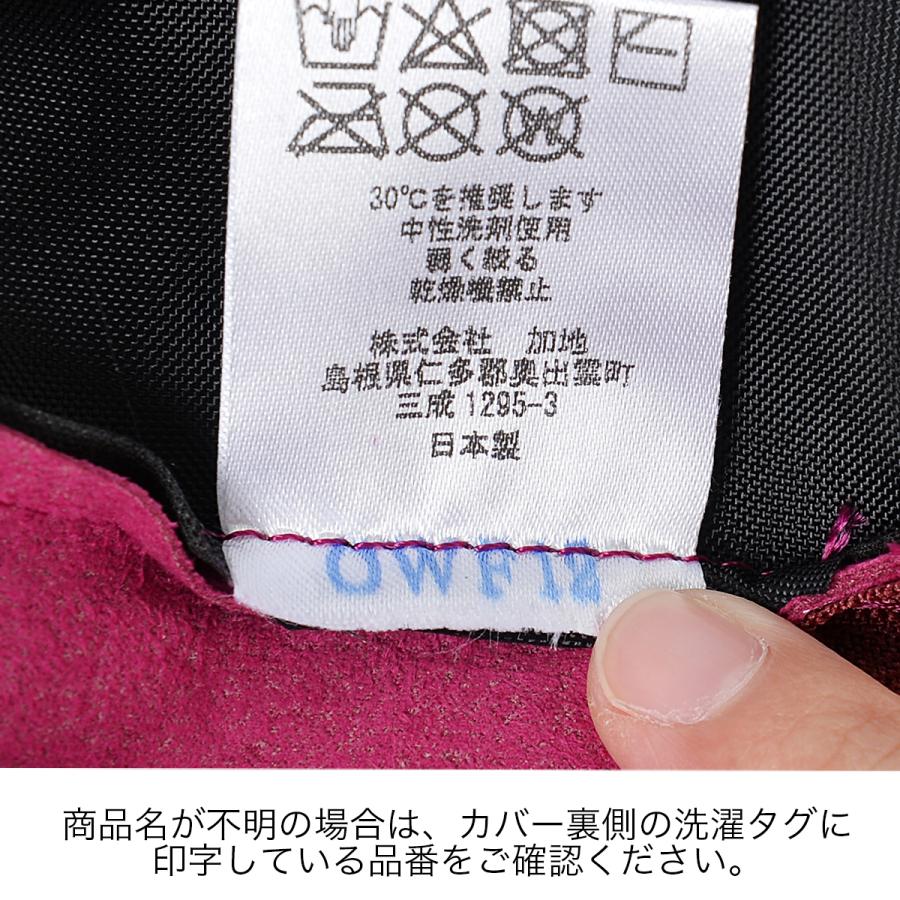 30℃を推奨します
中性洗剤使用
弱く絞る
乾燥機禁止
株式会社 加地
島根県仁多郡奥出雲町
三成1295-3
日本製
商品名が不明の場合は、カバー裏側の洗濯タグに
印字している品番をご確認ください。